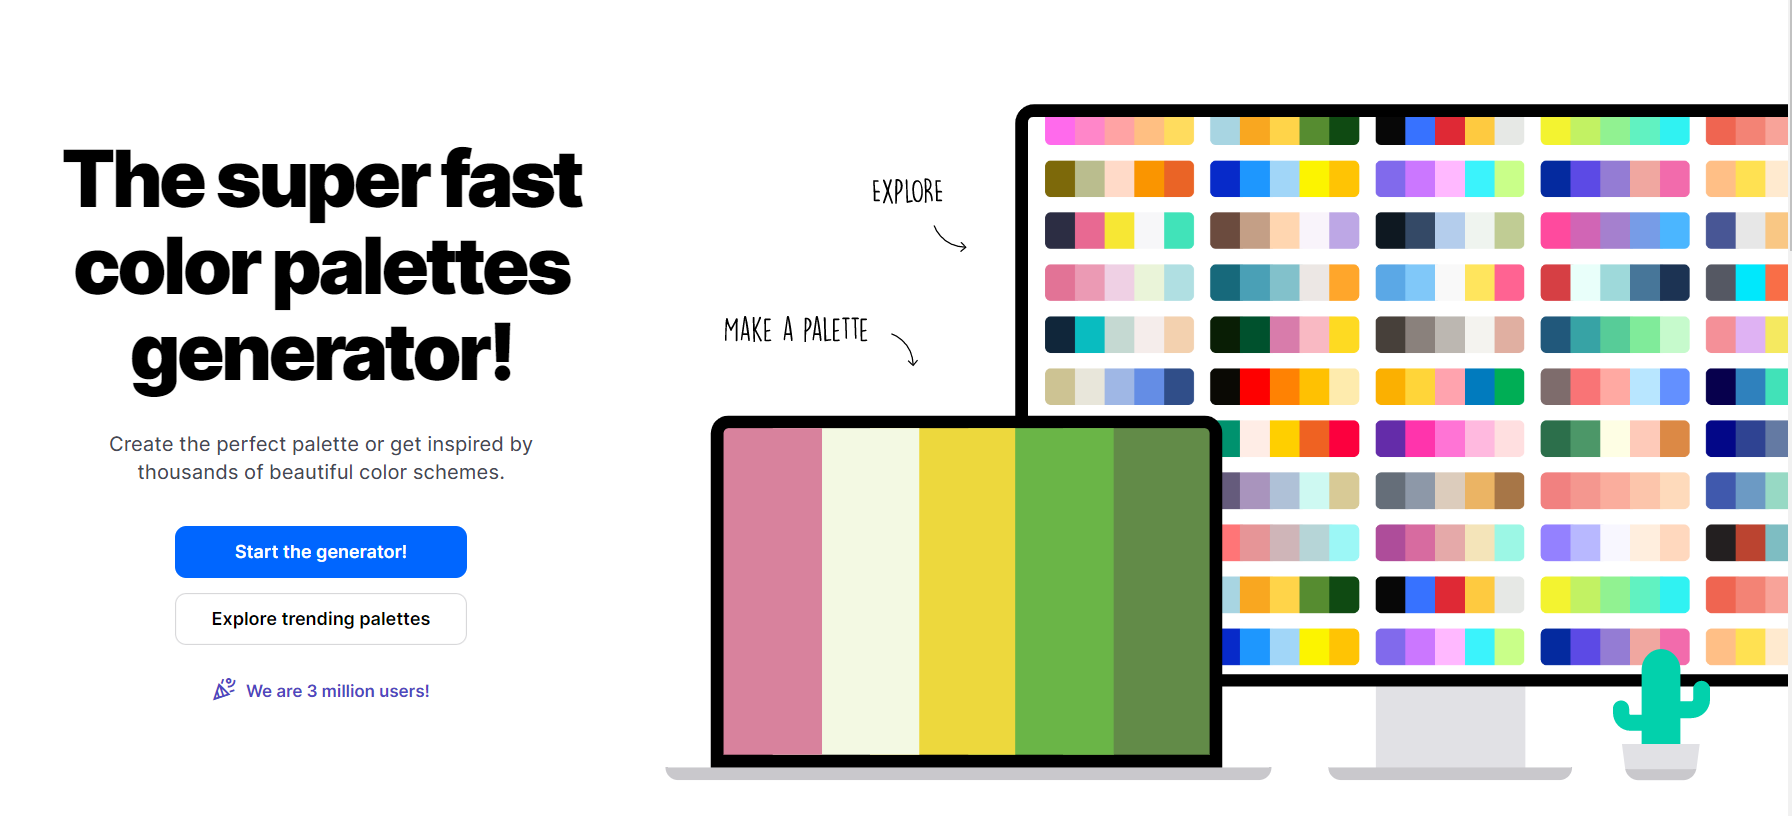 The super fast
color palettes
generator!
Create the perfect palette or get inspired by
thousands of beautiful color schemes.
Start the generator!
Explore trending palettes
We are 3 million users!
EXPLORE
MAKE A PALETTE